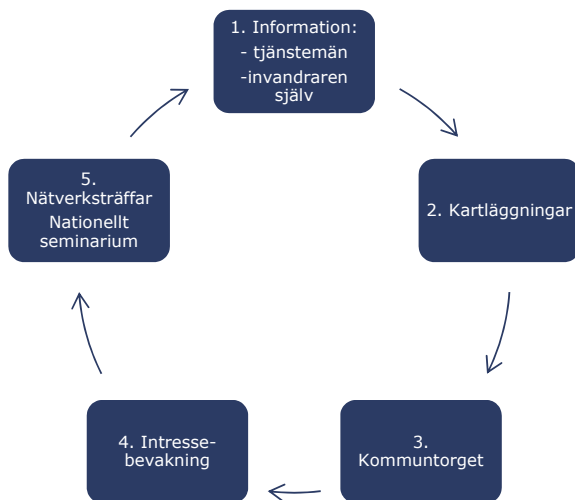 1. Information:
- tjänstemän
-invandraren
själv
2. Kartläggningar
3.
Kommuntorget
4. Intresse-
bevakning
5.
Nätverksträffar
Nationellt
seminarium